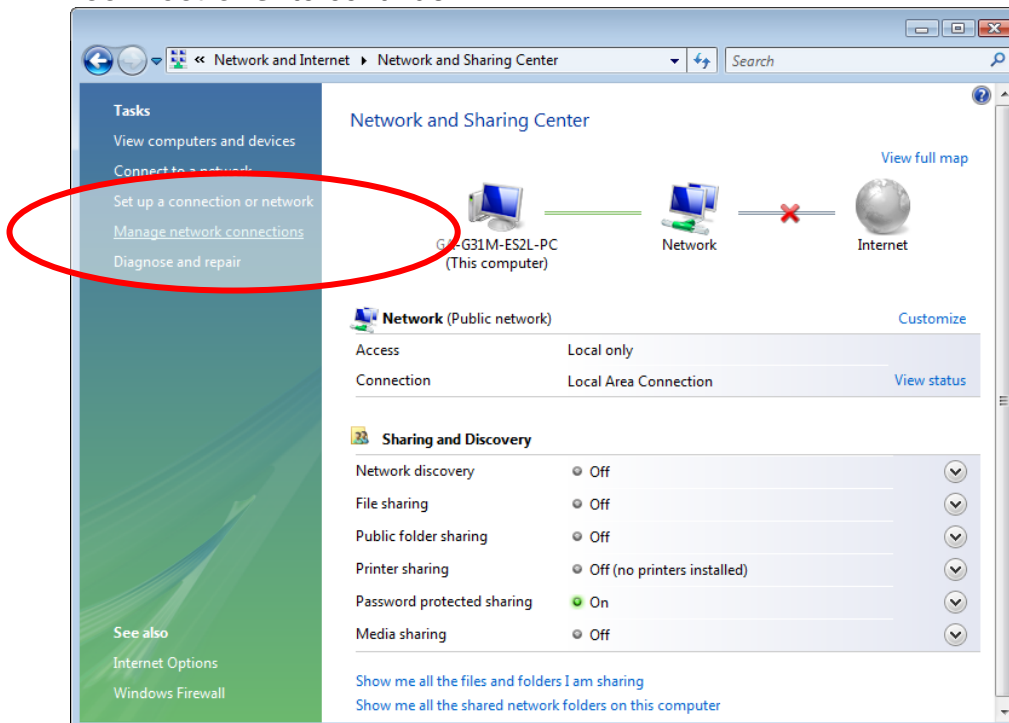 « Network and Internet ▸ Network and Sharing Center
Search
Tasks
View computers and devices
Connect to a network
Set up a connection or network
Manage network connections
Diagnose and repair
See also
Internet Options
Windows Firewall
Network and Sharing Center
View full map
GA-G31M-ES2L-PC
(This computer)
Network
Internet
Network (Public network)
Customize
Access Local only
Connection Local Area Connection View status
Sharing and Discovery
Network discovery Off
File sharing Off
Public folder sharing Off
Printer sharing Off (no printers installed)
Password protected sharing On
Media sharing Off
Show me all the files and folders I am sharing
Show me all the shared network folders on this computer